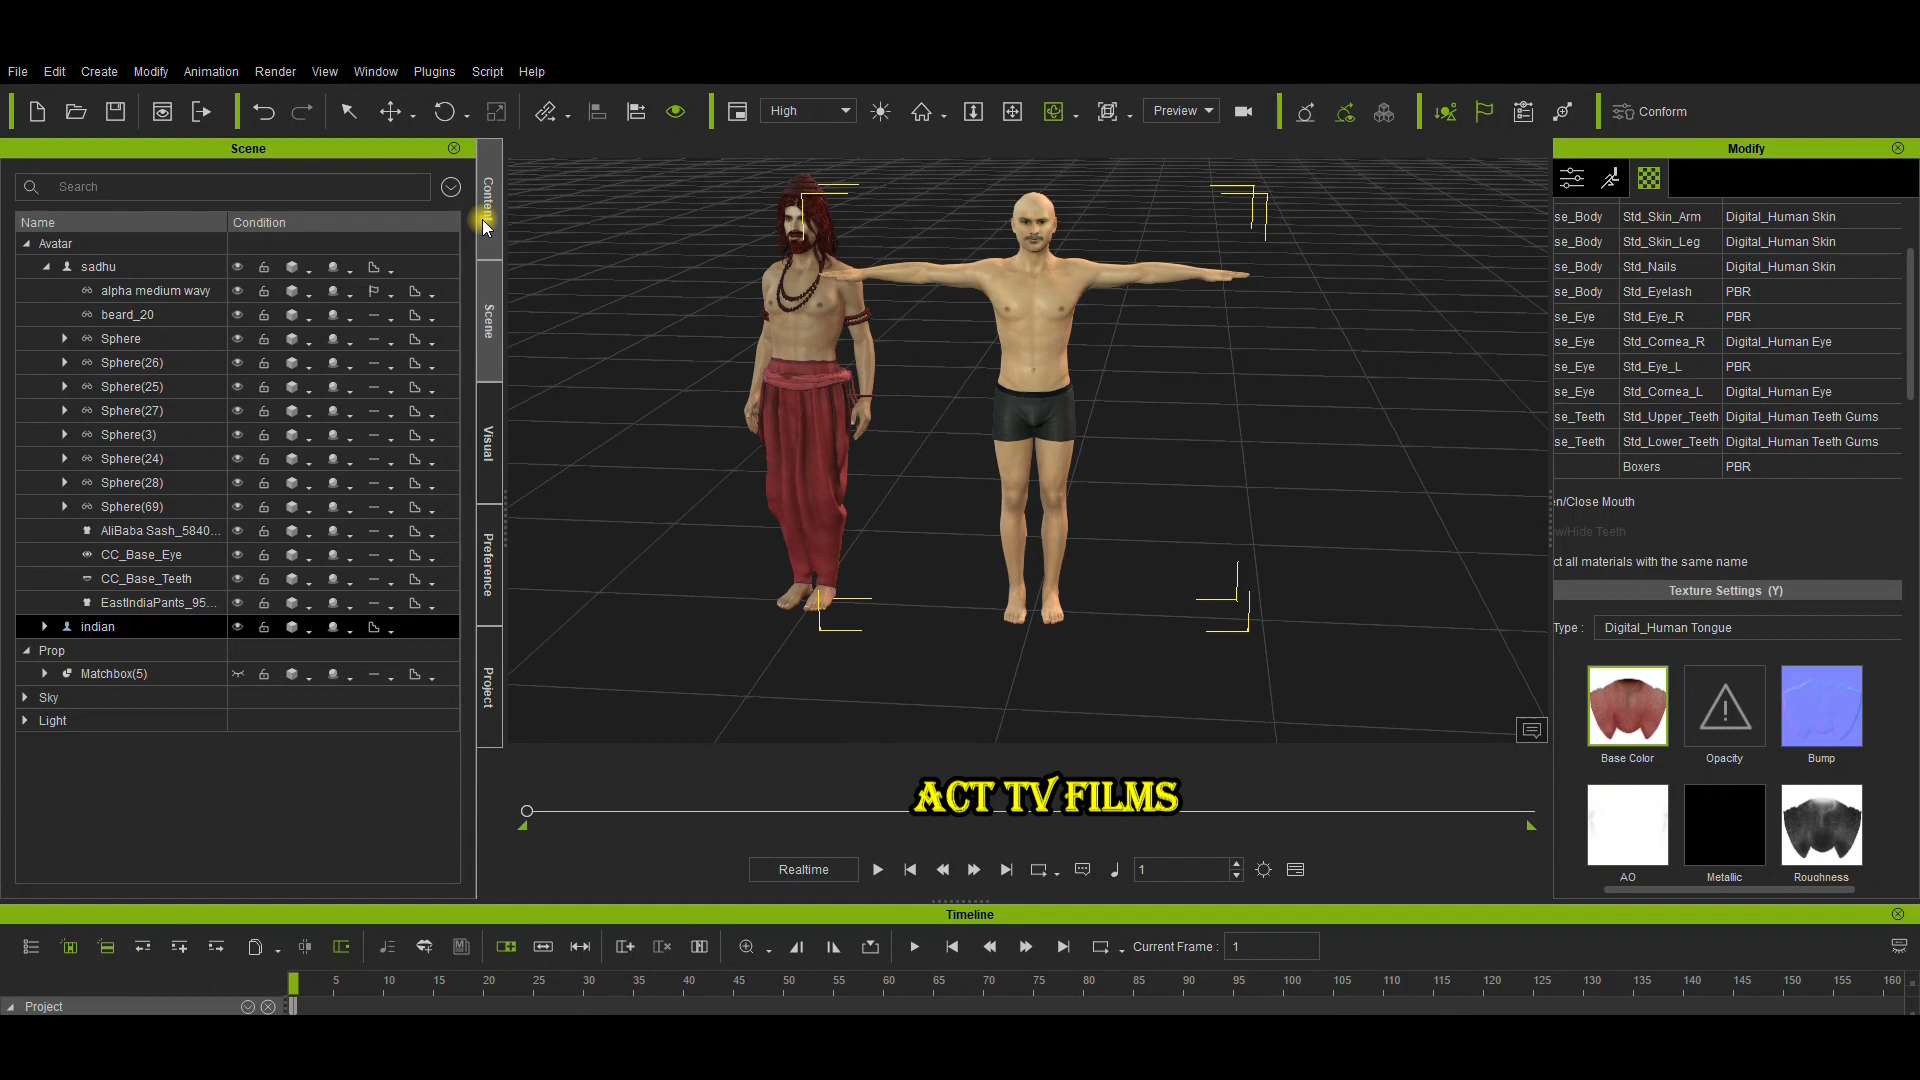 File Edit Create Modify Animation Render View Window Plugins Script Help
High Preview Conform
Scene
Search
Name Condition
Avatar
sadhu
alpha medium wavy
beard_20
Sphere
Sphere(26)
Sphere(25)
Sphere(27)
Sphere(3)
Sphere(24)
Sphere(28)
Sphere(69)
AliBaba Sash_5840...
CC_Base_Eye
CC_Base_Teeth
EastIndiaPants_95...
indian
Prop
Matchbox(5)
Sky
Light
Content
Scene
Visual
Preference
Project
ACT TV FILMS
Realtime 1
Modify
se_Body Std_Skin_Arm Digital_Human Skin
se_Body Std_Skin_Leg Digital_Human Skin
se_Body Std_Nails Digital_Human Skin
se_Body Std_Eyelash PBR
se_Eye Std_Eye_R PBR
se_Eye Std_Cornea_R Digital_Human Eye
se_Eye Std_Eye_L PBR
se_Eye Std_Cornea_L Digital_Human Eye
se_Teeth Std_Upper_Teeth Digital_Human Teeth Gums
se_Teeth Std_Lower_Teeth Digital_Human Teeth Gums
Boxers PBR
en/Close Mouth
w/Hide Teeth
ct all materials with the same name
Texture Settings (Y)
Type : Digital_Human Tongue
Base Color Opacity Bump
AO Metallic Roughness
Timeline
Current Frame : 1
5 10 15 20 25 30 35 40 45 50 55 60 65 70 75 80 85 90 95 100 105 110 115 120 125 130 135 140 145 150 155 160
Project